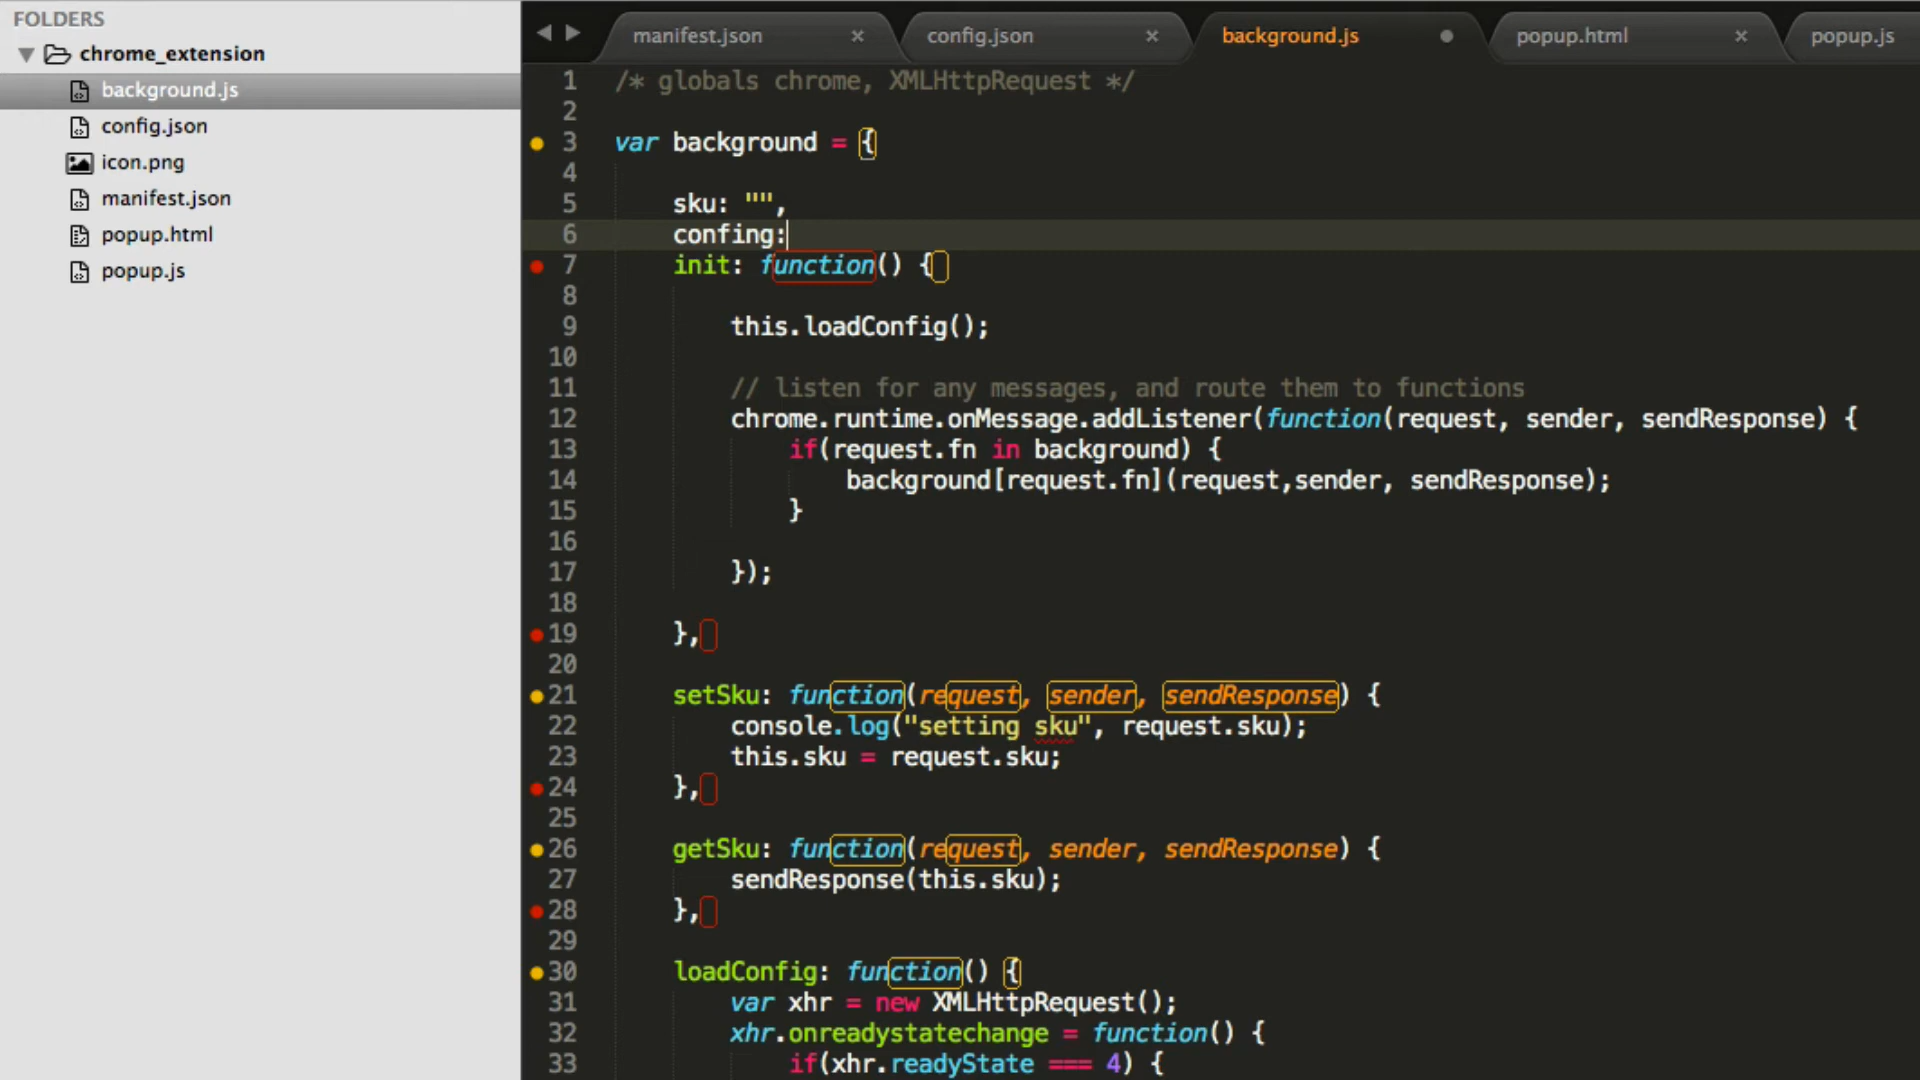 FOLDERS
chrome_extension
background.js
config.json
icon.png
manifest.json
popup.html
popup.js
manifest.json × config.json × background.js popup.html × popup.js
1 /* globals chrome, XMLHttpRequest */
2
3 var background = {
4
5 sku: "",
6 confing:
7 init: function() {
8
9 this.loadConfig();
10
11 // listen for any messages, and route them to functions
12 chrome.runtime.onMessage.addListener(function(request, sender, sendResponse) {
13 if(request.fn in background) {
14 background[request.fn](request,sender, sendResponse);
15 }
16
17 });
18
19 },
20
21 setSku: function(request, sender, sendResponse) {
22 console.log("setting sku", request.sku);
23 this.sku = request.sku;
24 },
25
26 getSku: function(request, sender, sendResponse) {
27 sendResponse(this.sku);
28 },
29
30 loadConfig: function() {
31 var xhr = new XMLHttpRequest();
32 xhr.onreadystatechange = function() {
33 if(xhr.readyState === 4) {